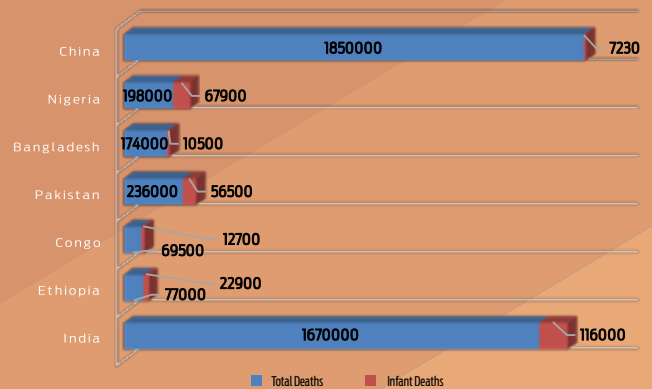 China 1850000 7230
Nigeria 198000 67900
Bangladesh 174000 10500
Pakistan 236000 56500
Congo 69500 12700
Ethiopia 77000 22900
India 1670000 116000
Total Deaths Infant Deaths